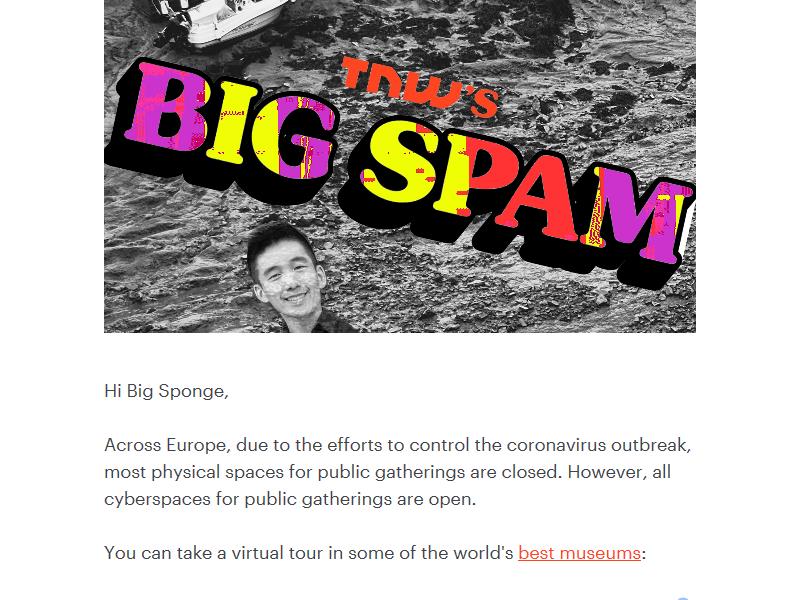 TNW'S
BIG SPAM
Hi Big Sponge,
Across Europe, due to the efforts to control the coronavirus outbreak,
most physical spaces for public gatherings are closed. However, all
cyberspaces for public gatherings are open.
You can take a virtual tour in some of the world's best museums: